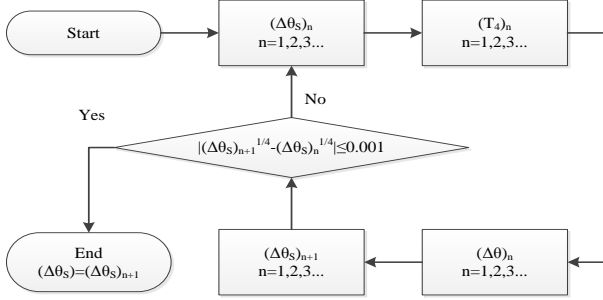 Start
(Δθ_S)_n
n=1,2,3...
(T_4)_n
n=1,2,3...
No
Yes
|(Δθ_S)_{n+1}^{1/4}-(Δθ_S)_n^{1/4}|≤0.001
End
(Δθ_S)=(Δθ_S)_{n+1}
(Δθ_S)_{n+1}
n=1,2,3...
(Δθ)_n
n=1,2,3...